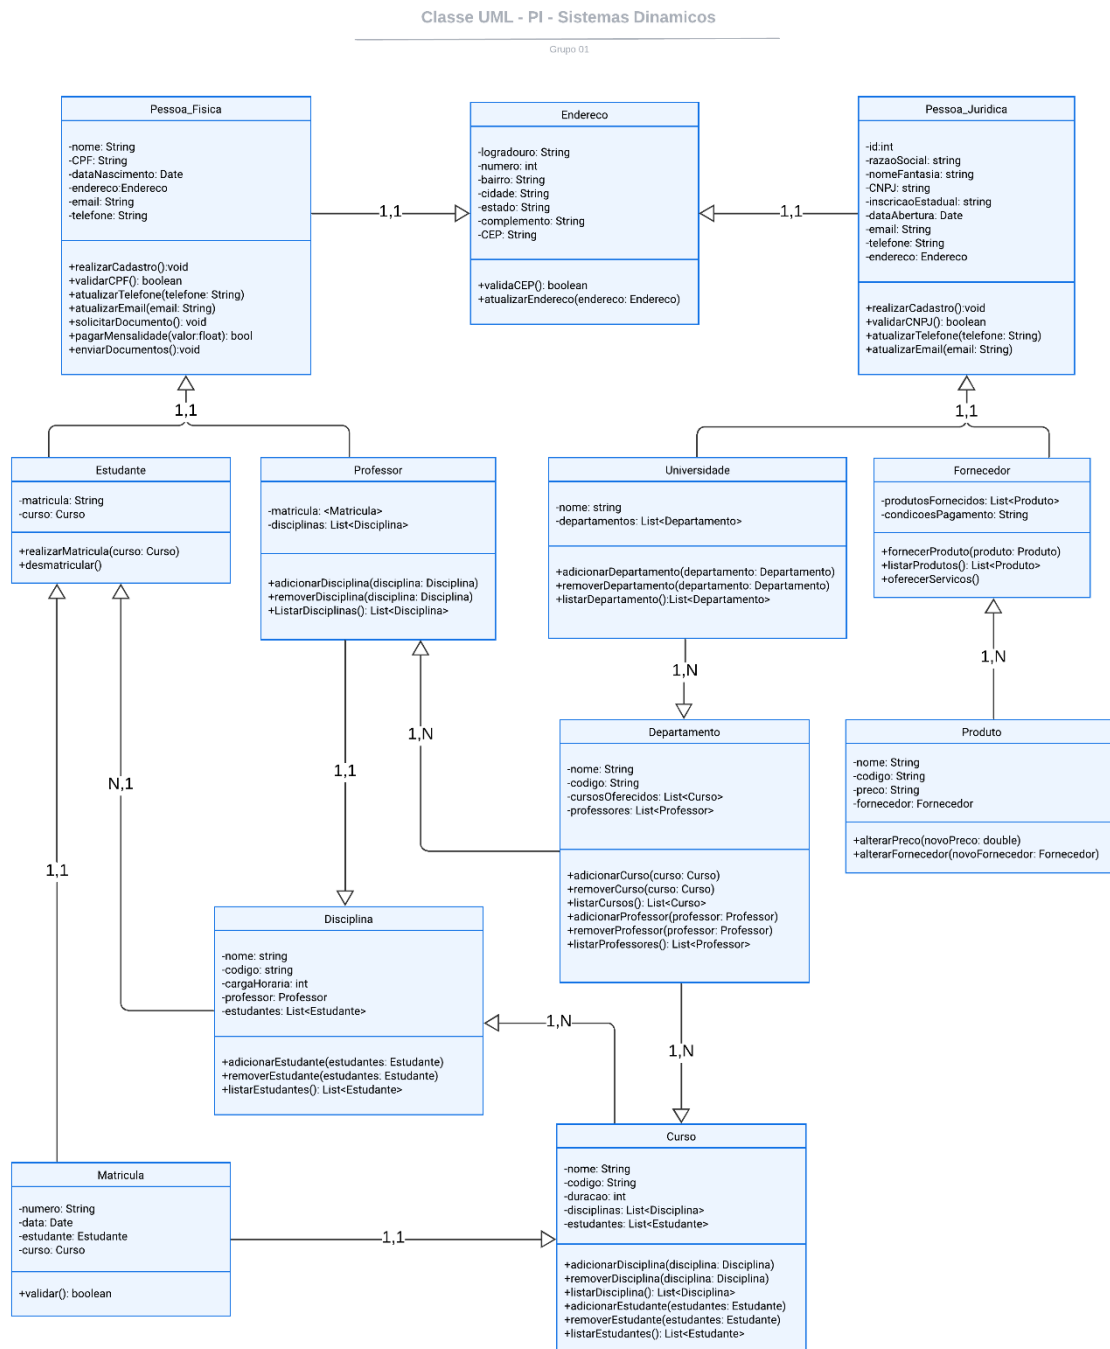 Classe UML - PI - Sistemas Dinamicos
Grupo 01
Pessoa_Fisica
-nome: String
-CPF: String
-dataNascimento: Date
-endereco:Endereco
-email: String
-telefone: String
+realizarCadastro():void
+validarCPF(): boolean
+atualizarTelefone(telefone: String)
+atualizarEmail(email: String)
+solicitarDocumento(): void
+pagarMensalidade(valor:float): bool
+enviarDocumentos():void
1,1
Endereco
-logradouro: String
-numero: int
-bairro: String
-cidade: String
-estado: String
-complemento: String
-CEP: String
+validaCEP(): boolean
+atualizarEndereco(endereco: Endereco)
1,1
Pessoa_Juridica
-id:int
-razaoSocial: string
-nomeFantasia: string
-CNPJ: string
-inscricaoEstadual: string
-dataAbertura: Date
-email: String
-telefone: String
-endereco: Endereco
+realizarCadastro():void
+validarCNPJ(): boolean
+atualizarTelefone(telefone: String)
+atualizarEmail(email: String)
1,1
1,1
Estudante
-matricula: String
-curso: Curso
+realizarMatricula(curso: Curso)
+desmatricular()
Professor
-matricula: <Matricula>
-disciplinas: List<Disciplina>
+adicionarDisciplina(disciplina: Disciplina)
+removerDisciplina(disciplina: Disciplina)
+ListarDisciplinas(): List<Disciplina>
Universidade
-nome: string
-departamentos: List<Departamento>
+adicionarDepartamento(departamento: Departamento)
+removerDepartamento(departamento: Departamento)
+listarDepartamento():List<Departamento>
Fornecedor
-produtosFornecidos: List<Produto>
-condicoesPagamento: String
+fornecerProduto(produto: Produto)
+listarProdutos(): List<Produto>
+oferecerServicos()
1,N
1,N
1,N
1,1
N,1
1,1
Departamento
-nome: String
-codigo: String
-cursosOferecidos: List<Curso>
-professores: List<Professor>
+adicionarCurso(curso: Curso)
+removerCurso(curso: Curso)
+listarCursos(): List<Curso>
+adicionarProfessor(professor: Professor)
+removerProfessor(professor: Professor)
+listarProfessores(): List<Professor>
Produto
-nome: String
-codigo: String
-preco: String
-fornecedor: Fornecedor
+alterarPreco(novoPreco: double)
+alterarFornecedor(novoFornecedor: Fornecedor)
Disciplina
-nome: string
-codigo: string
-cargaHoraria: int
-professor: Professor
-estudantes: List<Estudante>
+adicionarEstudante(estudantes: Estudante)
+removerEstudante(estudantes: Estudante)
+listarEstudantes(): List<Estudante>
1,N
1,N
Matricula
-numero: String
-data: Date
-estudante: Estudante
-curso: Curso
+validar(): boolean
1,1
Curso
-nome: String
-codigo: String
-duracao: int
-disciplinas: List<Disciplina>
-estudantes: List<Estudante>
+adicionarDisciplina(disciplina: Disciplina)
+removerDisciplina(disciplina: Disciplina)
+listarDisciplina(): List<Disciplina>
+adicionarEstudante(estudantes: Estudante)
+removerEstudante(estudantes: Estudante)
+listarEstudantes(): List<Estudante>